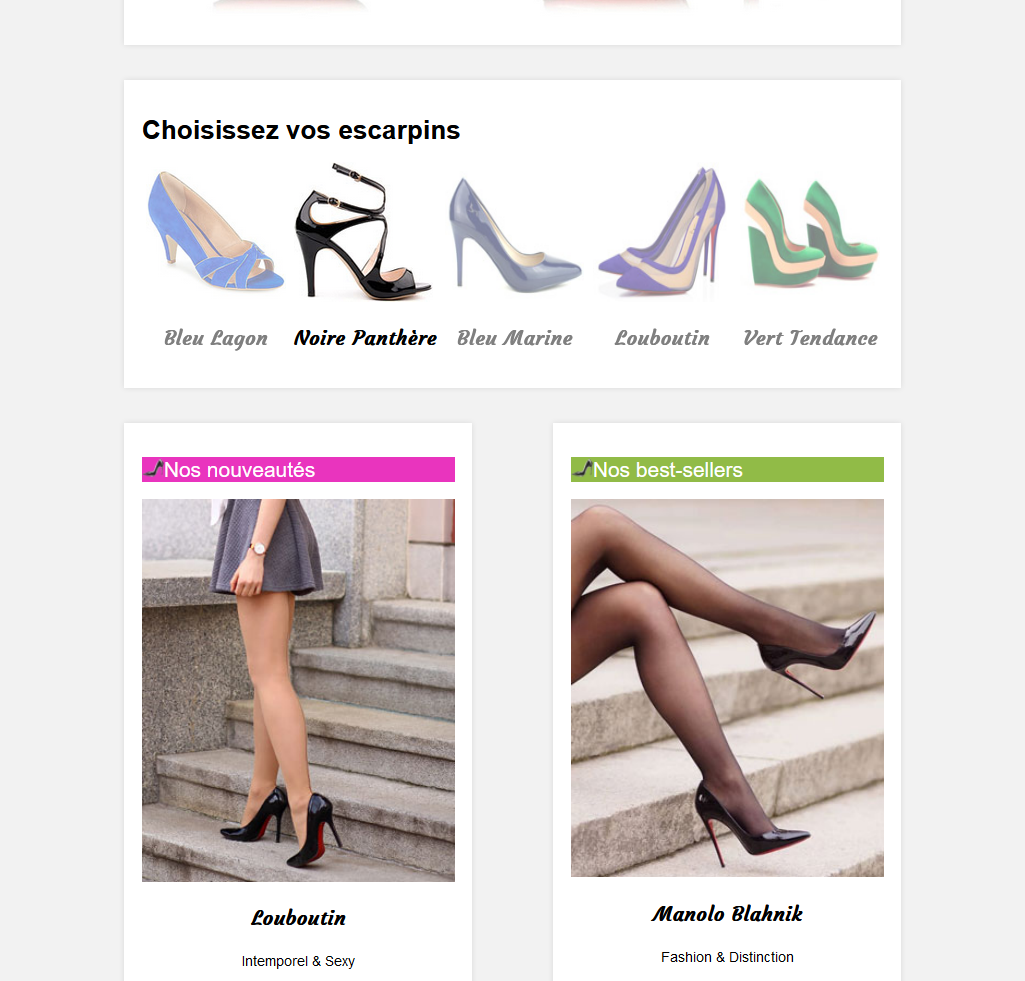 Choisissez vos escarpins
Bleu Lagon Noire Panthère Bleu Marine Louboutin Vert Tendance
Nos nouveautés
Louboutin
Intemporel & Sexy
Nos best-sellers
Manolo Blahnik
Fashion & Distinction